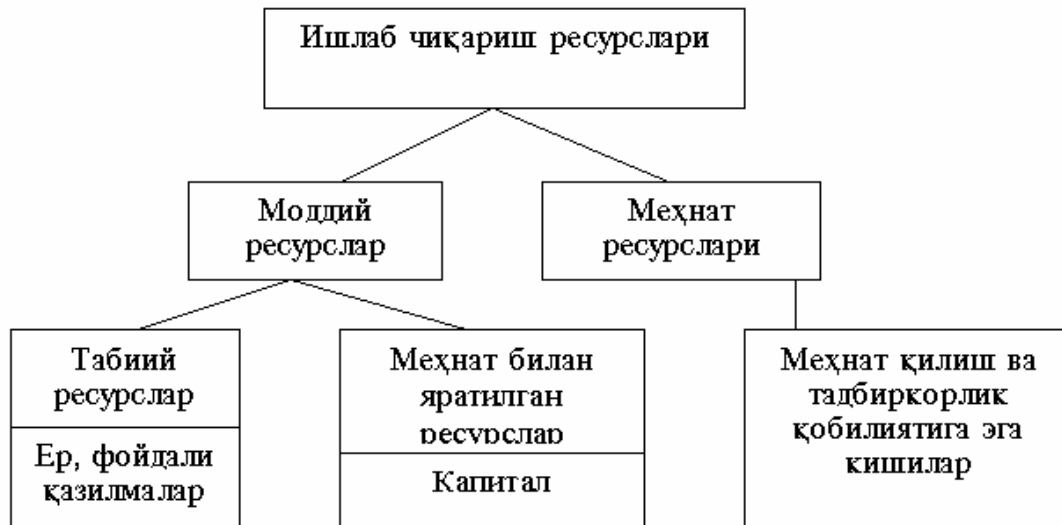 Ишлаб чиқариш ресурслари
Моддий
ресурслар
Меҳнат
ресурслари
Табиий
ресурслар
Ер, фойдали
қазилмалар
Меҳнат билан
яратилган
ресурслар
Капитал
Меҳнат қилиш ва
тадбиркорлик
қобилиятига эга
кишилар